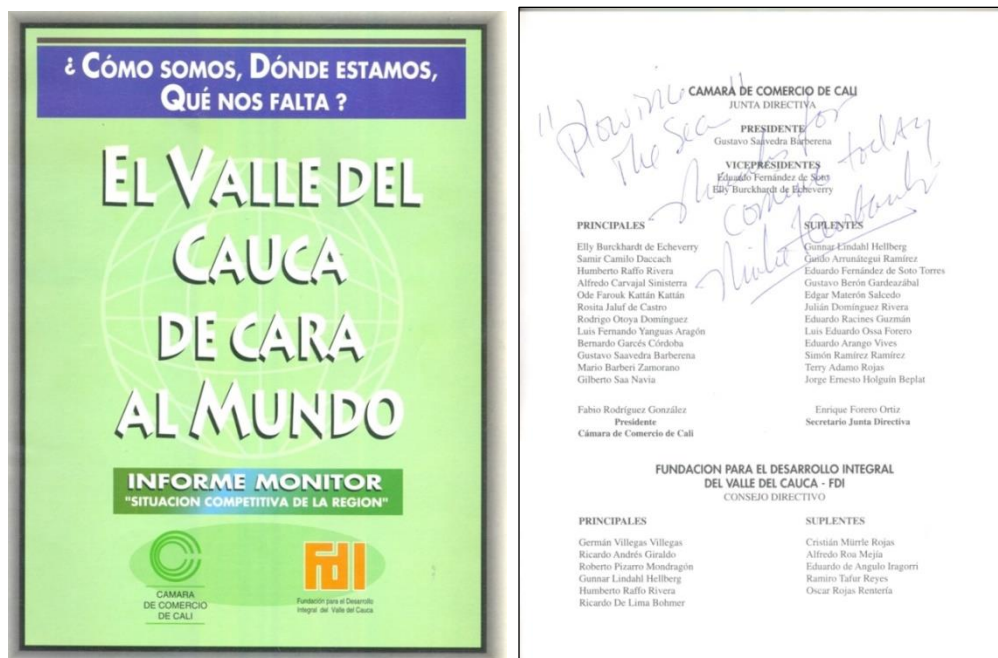 ¿ CÓMO SOMOS, DÓNDE ESTAMOS,
QUÉ NOS FALTA ?
EL VALLE DEL
CAUCA
DE CARA
AL MUNDO
INFORME MONITOR
"SITUACION COMPETITIVA DE LA REGION"
CAMARA
DE COMERCIO
DE CALI
FDI
Fundación para el Desarrollo
Integral del Valle del Cauca
CAMARA DE COMERCIO DE CALI
JUNTA DIRECTIVA
"Plowing
The Sea"
Thanks for
coming today
PRESIDENTE
Gustavo Saavedra Barberena
VICEPRESIDENTES
Eduardo Fernández de Soto
Elly Burckhardt de Echeverry
PRINCIPALES
Elly Burckhardt de Echeverry
Samir Camilo Daccach
Humberto Raffo Rivera
Alfredo Carvajal Sinisterra
Ode Farouk Kattán Kattán
Rosita Jaluf de Castro
Rodrigo Otoya Domínguez
Luis Fernando Yanguas Aragón
Bernardo Garcés Córdoba
Gustavo Saavedra Barberena
Mario Barberi Zamorano
Gilberto Saa Navia
SUPLENTES
Gunnar Lindahl Hellberg
Guido Arrunátegui Ramírez
Eduardo Fernández de Soto Torres
Gustavo Berón Gardeazábal
Edgar Materón Salcedo
Julián Domínguez Rivera
Eduardo Racines Guzmán
Luis Eduardo Ossa Forero
Eduardo Arango Vives
Simón Ramírez Ramírez
Terry Adamo Rojas
Jorge Ernesto Holguín Beplat
Fabio Rodríguez González
Presidente
Cámara de Comercio de Cali
Enrique Forero Ortiz
Secretario Junta Directiva
FUNDACION PARA EL DESARROLLO INTEGRAL
DEL VALLE DEL CAUCA - FDI
CONSEJO DIRECTIVO
PRINCIPALES
Germán Villegas Villegas
Ricardo Andrés Giraldo
Roberto Pizarro Mondragón
Gunnar Lindahl Hellberg
Humberto Raffo Rivera
Ricardo De Lima Bohmer
SUPLENTES
Cristián Mürrle Rojas
Alfredo Roa Mejía
Eduardo de Angulo Iragorri
Ramiro Tafur Reyes
Oscar Rojas Rentería